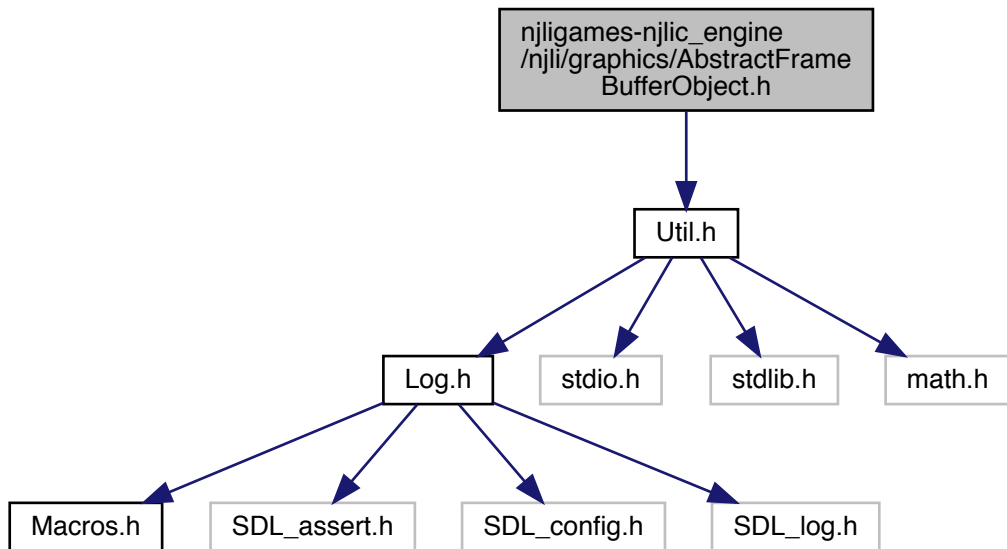 njligames-njlic_engine
/njli/graphics/AbstractFrame
BufferObject.h
Util.h
Log.h
stdio.h
stdlib.h
math.h
Macros.h
SDL_assert.h
SDL_config.h
SDL_log.h